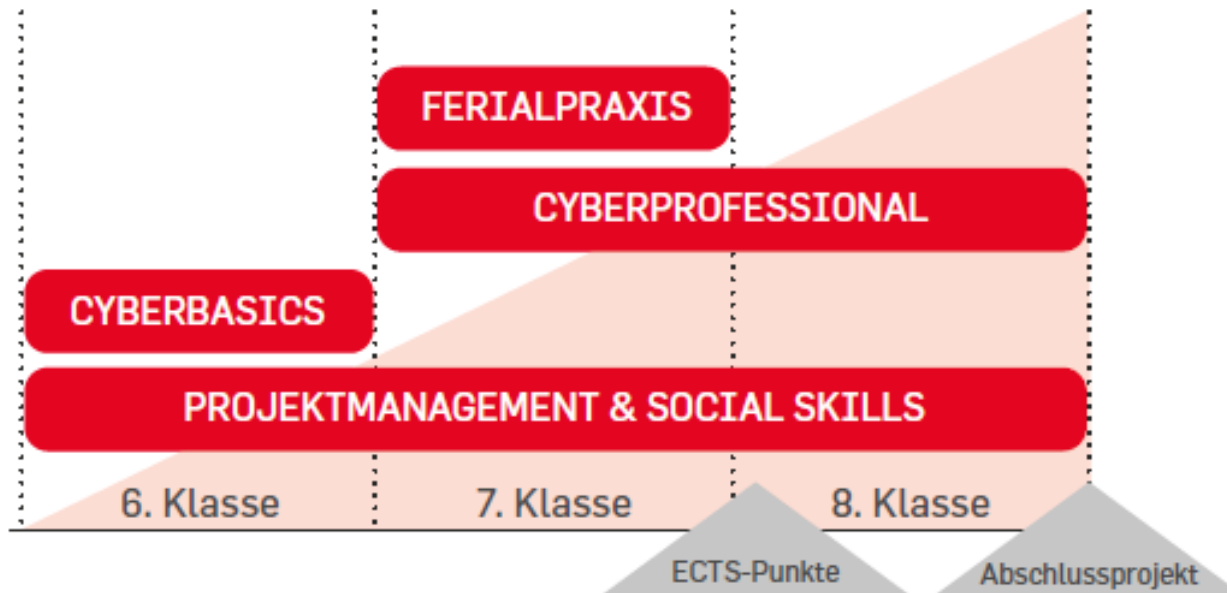 FERIALPRAXIS
CYBERPROFESSIONAL
CYBERBASICS
PROJEKTMANAGEMENT & SOCIAL SKILLS
6. Klasse
7. Klasse
8. Klasse
ECTS-Punkte
Abschlussprojekt